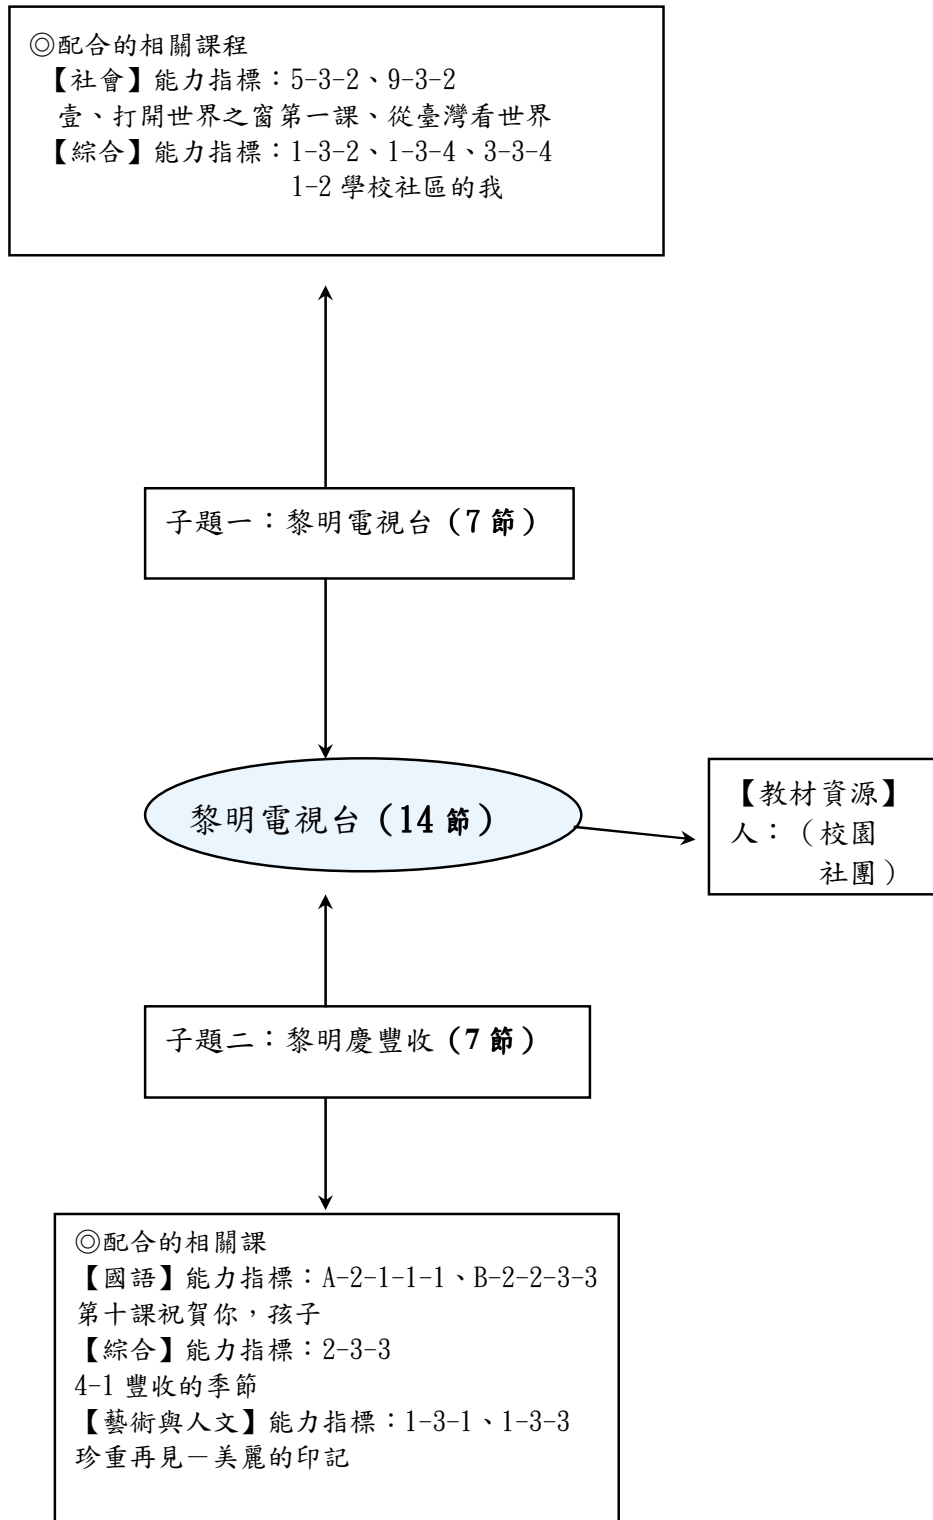 ◎配合的相關課程
【社會】能力指標：5-3-2、9-3-2
壹、打開世界之窗第一課、從臺灣看世界
【綜合】能力指標：1-3-2、1-3-4、3-3-4
1-2 學校社區的我
子題一：黎明電視台（7 節）
黎明電視台（14 節）
【教材資源】
人：（校園
社團）
子題二：黎明慶豐收（7 節）
◎配合的相關課
【國語】能力指標：A-2-1-1-1、B-2-2-3-3
第十課祝賀你，孩子
【綜合】能力指標：2-3-3
4-1 豐收的季節
【藝術與人文】能力指標：1-3-1、1-3-3
珍重再見－美麗的印記